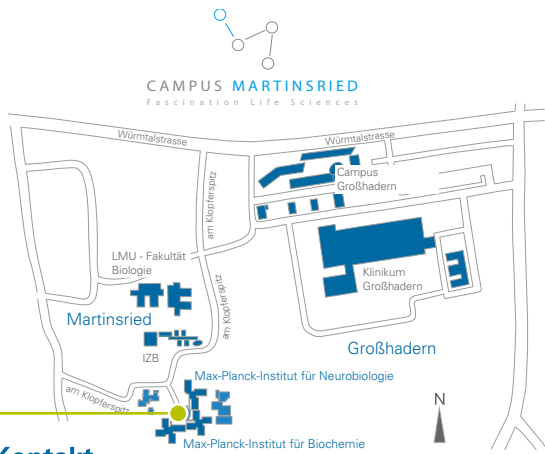 CAMPUS MARTINSRIED
Fascination Life Sciences
Würmtalstrasse
Würmtalstrasse
am Klopferspitz
Campus
Großhadern
LMU - Fakultät
Biologie
Klinikum
Großhadern
am Klopferspitz
Martinsried
IZB
Großhadern
Max-Planck-Institut für Neurobiologie
am Klopferspitz
N
Max-Planck-Institut für Biochemie
Kontakt